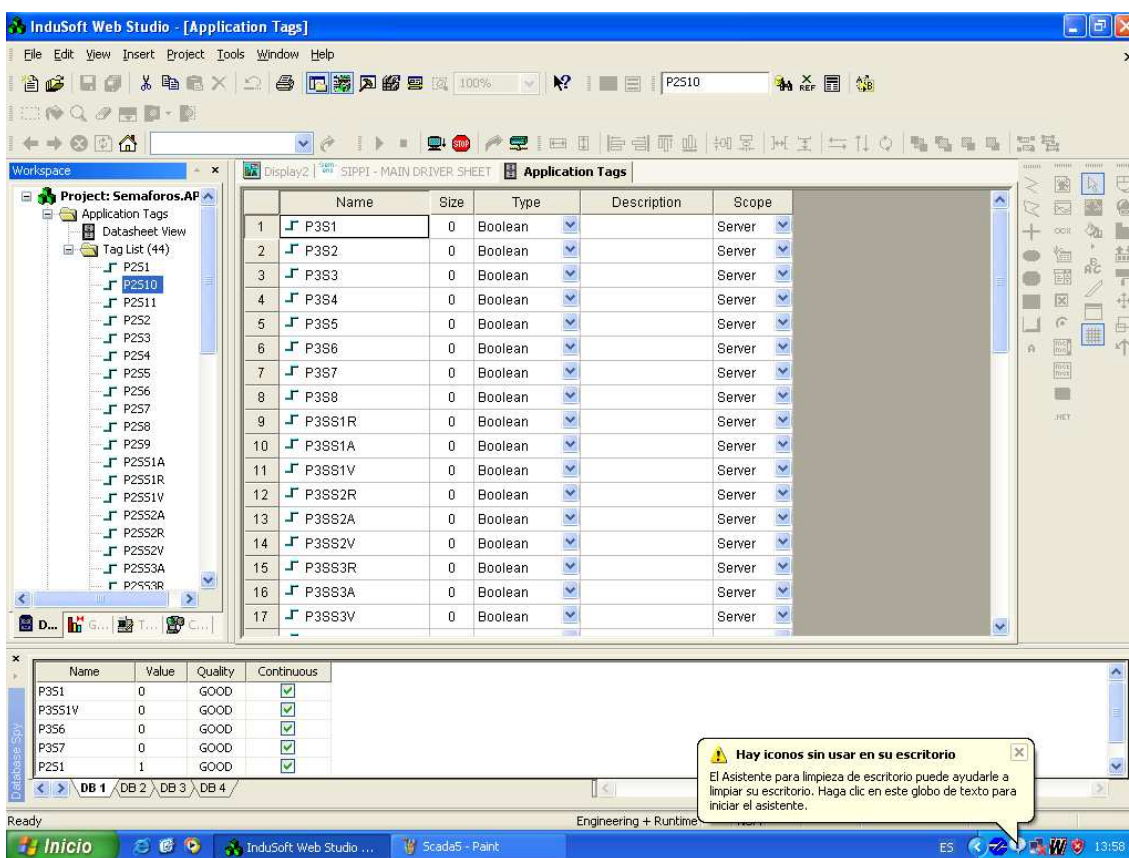 InduSoft Web Studio - [Application Tags]
File Edit View Insert Project Tools Window Help
100% P2S10 X REF
Workspace
Display2 SIPPI - MAIN DRIVER SHEET Application Tags
Project: Semaforos.AP
Application Tags
Datasheet View
Tag List (44)
P2S1
P2S10
P2S11
P2S2
P2S3
P2S4
P2S5
P2S6
P2S7
P2S8
P2S9
P2SS1A
P2SS1R
P2SS1V
P2SS2A
P2SS2R
P2SS2V
P2SS3A
P2SS3R
D... G... T... C...
Name Size Type Description Scope
1 P3S1 0 Boolean Server
2 P3S2 0 Boolean Server
3 P3S3 0 Boolean Server
4 P3S4 0 Boolean Server
5 P3S5 0 Boolean Server
6 P3S6 0 Boolean Server
7 P3S7 0 Boolean Server
8 P3S8 0 Boolean Server
9 P3SS1R 0 Boolean Server
10 P3SS1A 0 Boolean Server
11 P3SS1V 0 Boolean Server
12 P3SS2R 0 Boolean Server
13 P3SS2A 0 Boolean Server
14 P3SS2V 0 Boolean Server
15 P3SS3R 0 Boolean Server
16 P3SS3A 0 Boolean Server
17 P3SS3V 0 Boolean Server
.NET
Database Spy
Name Value Quality Continuous
P3S1 0 GOOD
P3SS1V 0 GOOD
P3S6 0 GOOD
P3S7 0 GOOD
P2S1 1 GOOD
DB 1 DB 2 DB 3 DB 4
Hay iconos sin usar en su escritorio
El Asistente para limpieza de escritorio puede ayudarle a
limpiar su escritorio. Haga clic en este globo de texto para
iniciar el asistente.
Ready Engineering + Runtime
Inicio InduSoft Web Studio ... Scada5 - Paint ES 13:58